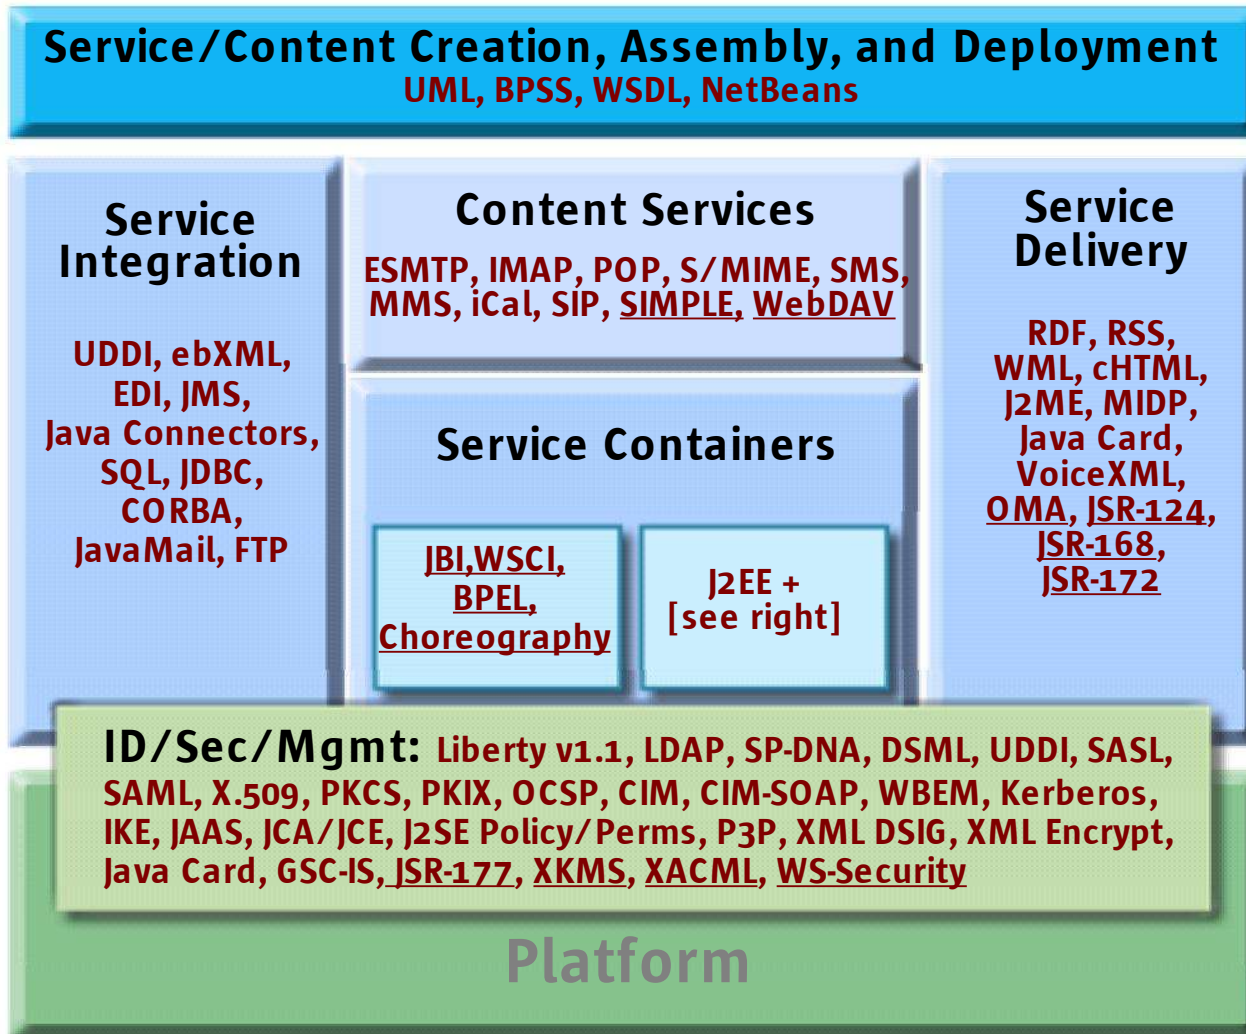 Service/Content Creation, Assembly, and Deployment
UML, BPSS, WSDL, NetBeans
Service
Integration
UDDI, ebXML,
EDI, JMS,
Java Connectors,
SQL, JDBC,
CORBA,
JavaMail, FTP
Content Services
ESMTP, IMAP, POP, S/MIME, SMS,
MMS, iCal, SIP, SIMPLE, WebDAV
Service Containers
JBI,WSCI,
BPEL,
Choreography
J2EE +
[see right]
Service
Delivery
RDF, RSS,
WML, cHTML,
J2ME, MIDP,
Java Card,
VoiceXML,
OMA, JSR-124,
JSR-168,
JSR-172
ID/Sec/Mgmt: Liberty v1.1, LDAP, SP-DNA, DSML, UDDI, SASL,
SAML, X.509, PKCS, PKIX, OCSP, CIM, CIM-SOAP, WBEM, Kerberos,
IKE, JAAS, JCA/JCE, J2SE Policy/Perms, P3P, XML DSIG, XML Encrypt,
Java Card, GSC-IS, JSR-177, XKMS, XACML, WS-Security
Platform